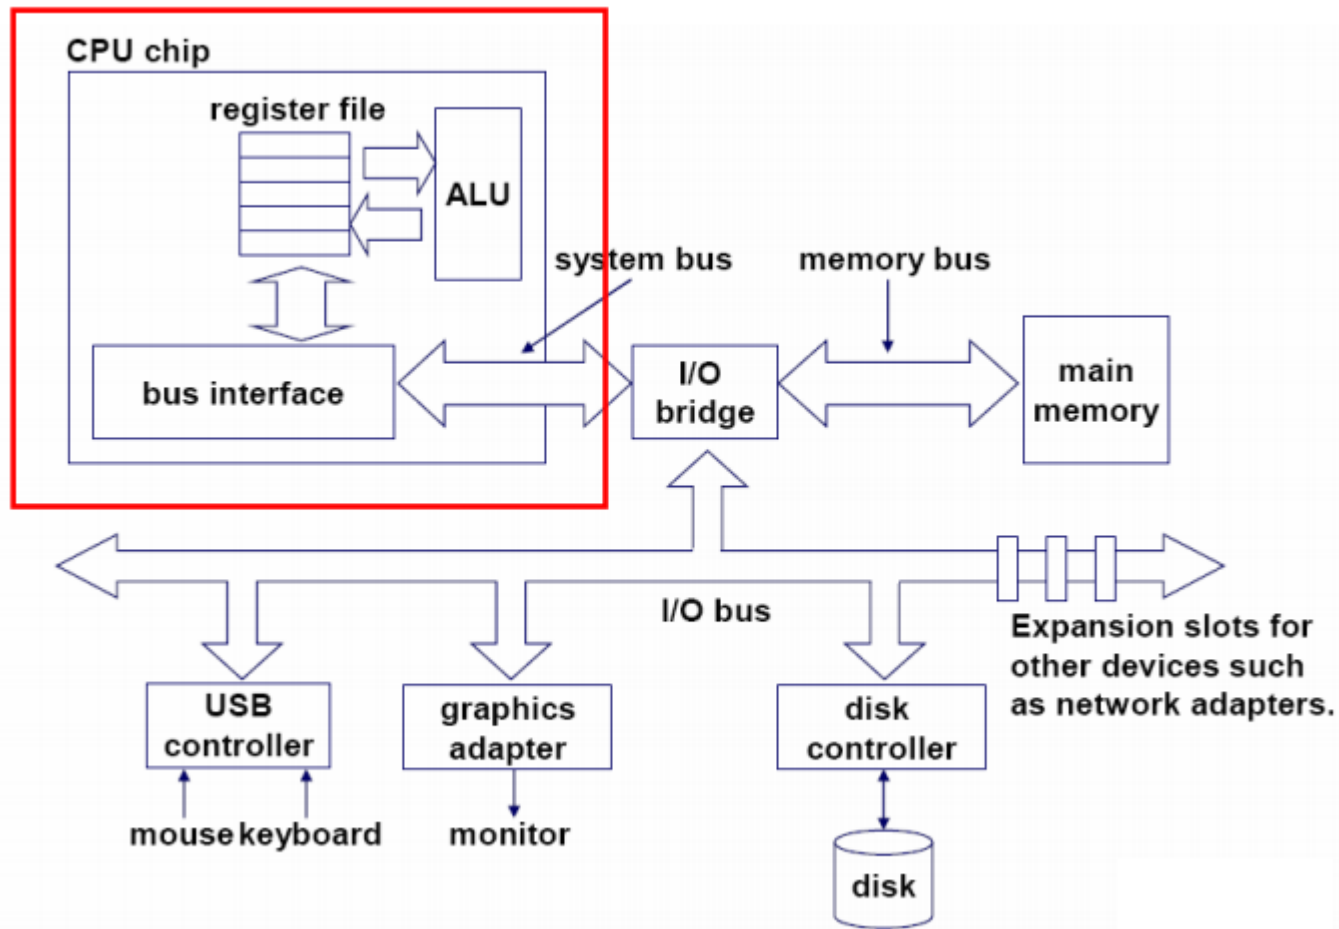 CPU chip
register file
ALU
system bus
memory bus
bus interface
I/O
bridge
main
memory
I/O bus
Expansion slots for
other devices such
as network adapters.
USB
controller
graphics
adapter
disk
controller
mouse keyboard
monitor
disk